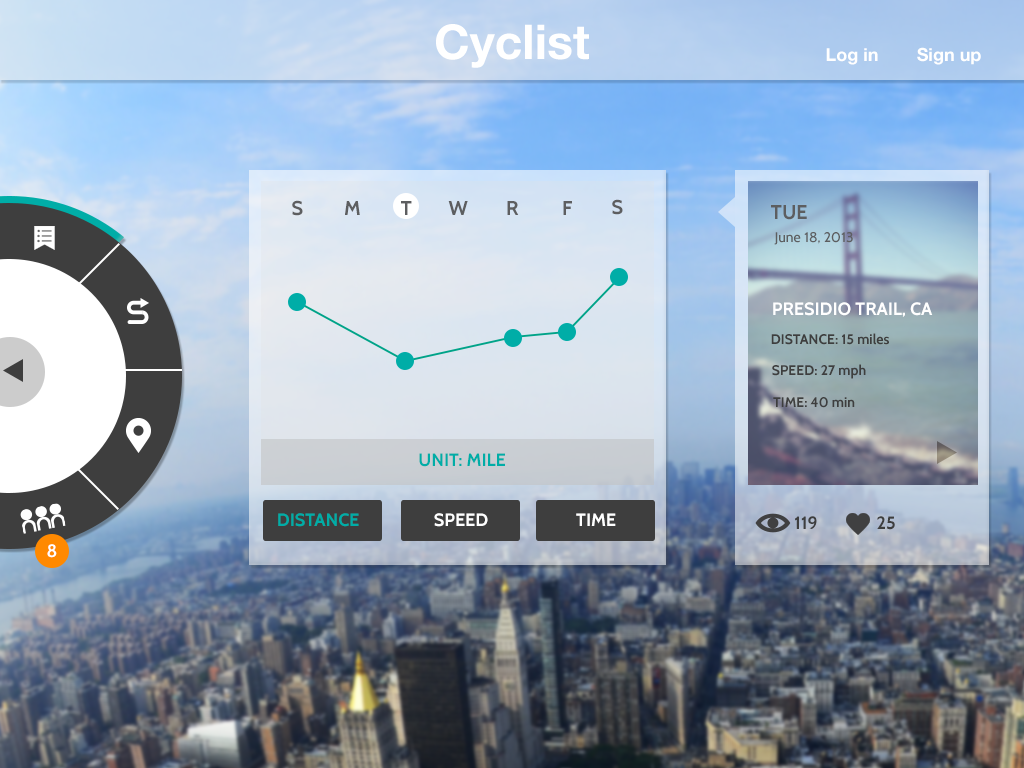 Cyclist
Log in Sign up
S M T W R F S
UNIT: MILE
DISTANCE SPEED TIME
TUE
June 18, 2013
PRESIDIO TRAIL, CA
DISTANCE: 15 miles
SPEED: 27 mph
TIME: 40 min
119 25
8